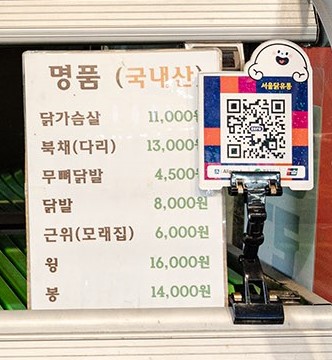 명품 (국내산)
닭가슴살 11,000원
북채(다리) 13,000원
무뼈닭발 4,500원
닭발 8,000원
근위(모래집) 6,000원
윙 16,000원
봉 14,000원
서울닭유통